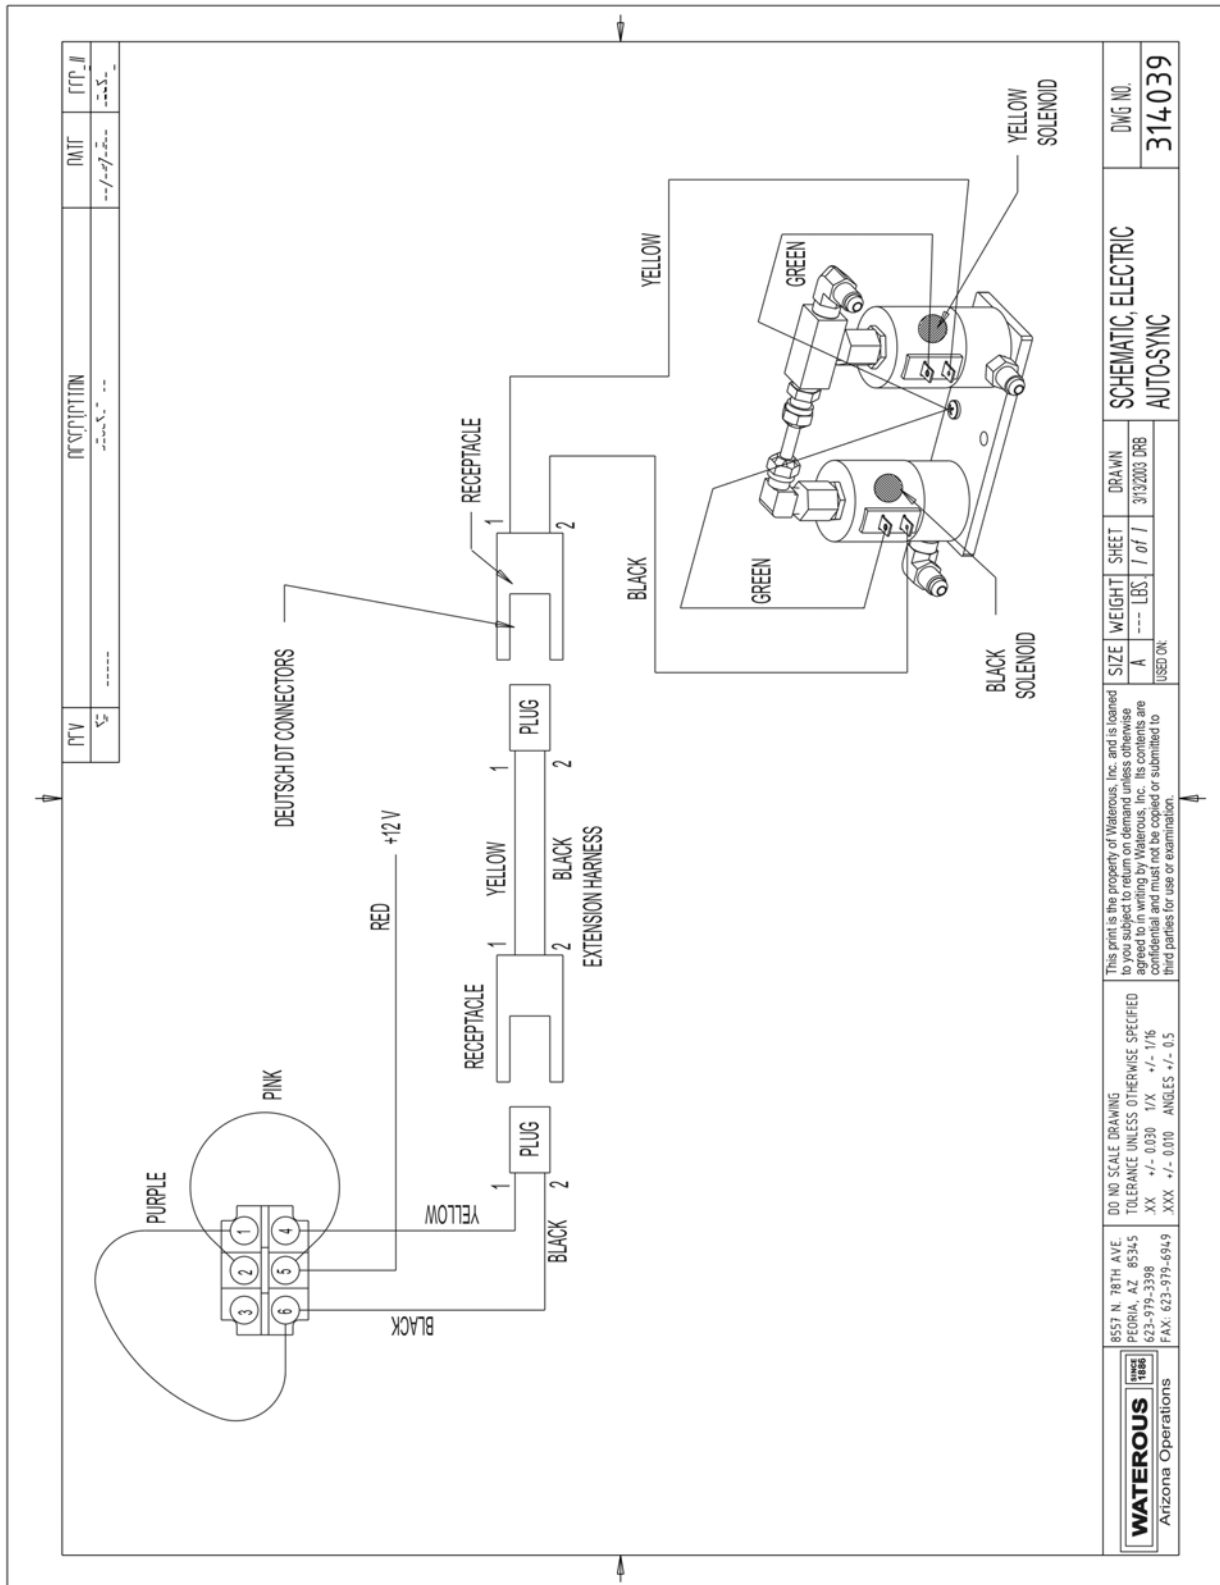 PURPLE
PINK
1
2
3
4
5
6
YELLOW
BLACK
BLACK
RED
+12 V
PLUG
1
2
RECEPTACLE
1
2
YELLOW
BLACK
EXTENSION HARNESS
PLUG
1
2
DEUTSCH DT CONNECTORS
RECEPTACLE
1
2
YELLOW
BLACK
GREEN
GREEN
BLACK
SOLENOID
YELLOW
SOLENOID
WATEROUS
SINCE
1886
Arizona Operations
8557 N. 78TH AVE.
PEORIA, AZ 85345
623-979-3398
FAX: 623-979-6949
DO NO SCALE DRAWING
TOLERANCE UNLESS OTHERWISE SPECIFIED
.XX +/- 0.030 1/X +/- 1/16
.XXX +/- 0.010 ANGLES +/- 0.5
This print is the property of Waterous, Inc. and is loaned
to you subject to return on demand unless otherwise
agreed to in writing by Waterous, Inc. Its contents are
confidential and must not be copied or submitted to
third parties for use or examination.
SIZE
A
WEIGHT
--- LBS.
SHEET
1 of 1
DRAWN
3/13/2003 DRB
USED ON:
SCHEMATIC, ELECTRIC
AUTO-SYNC
DWG NO.
314039